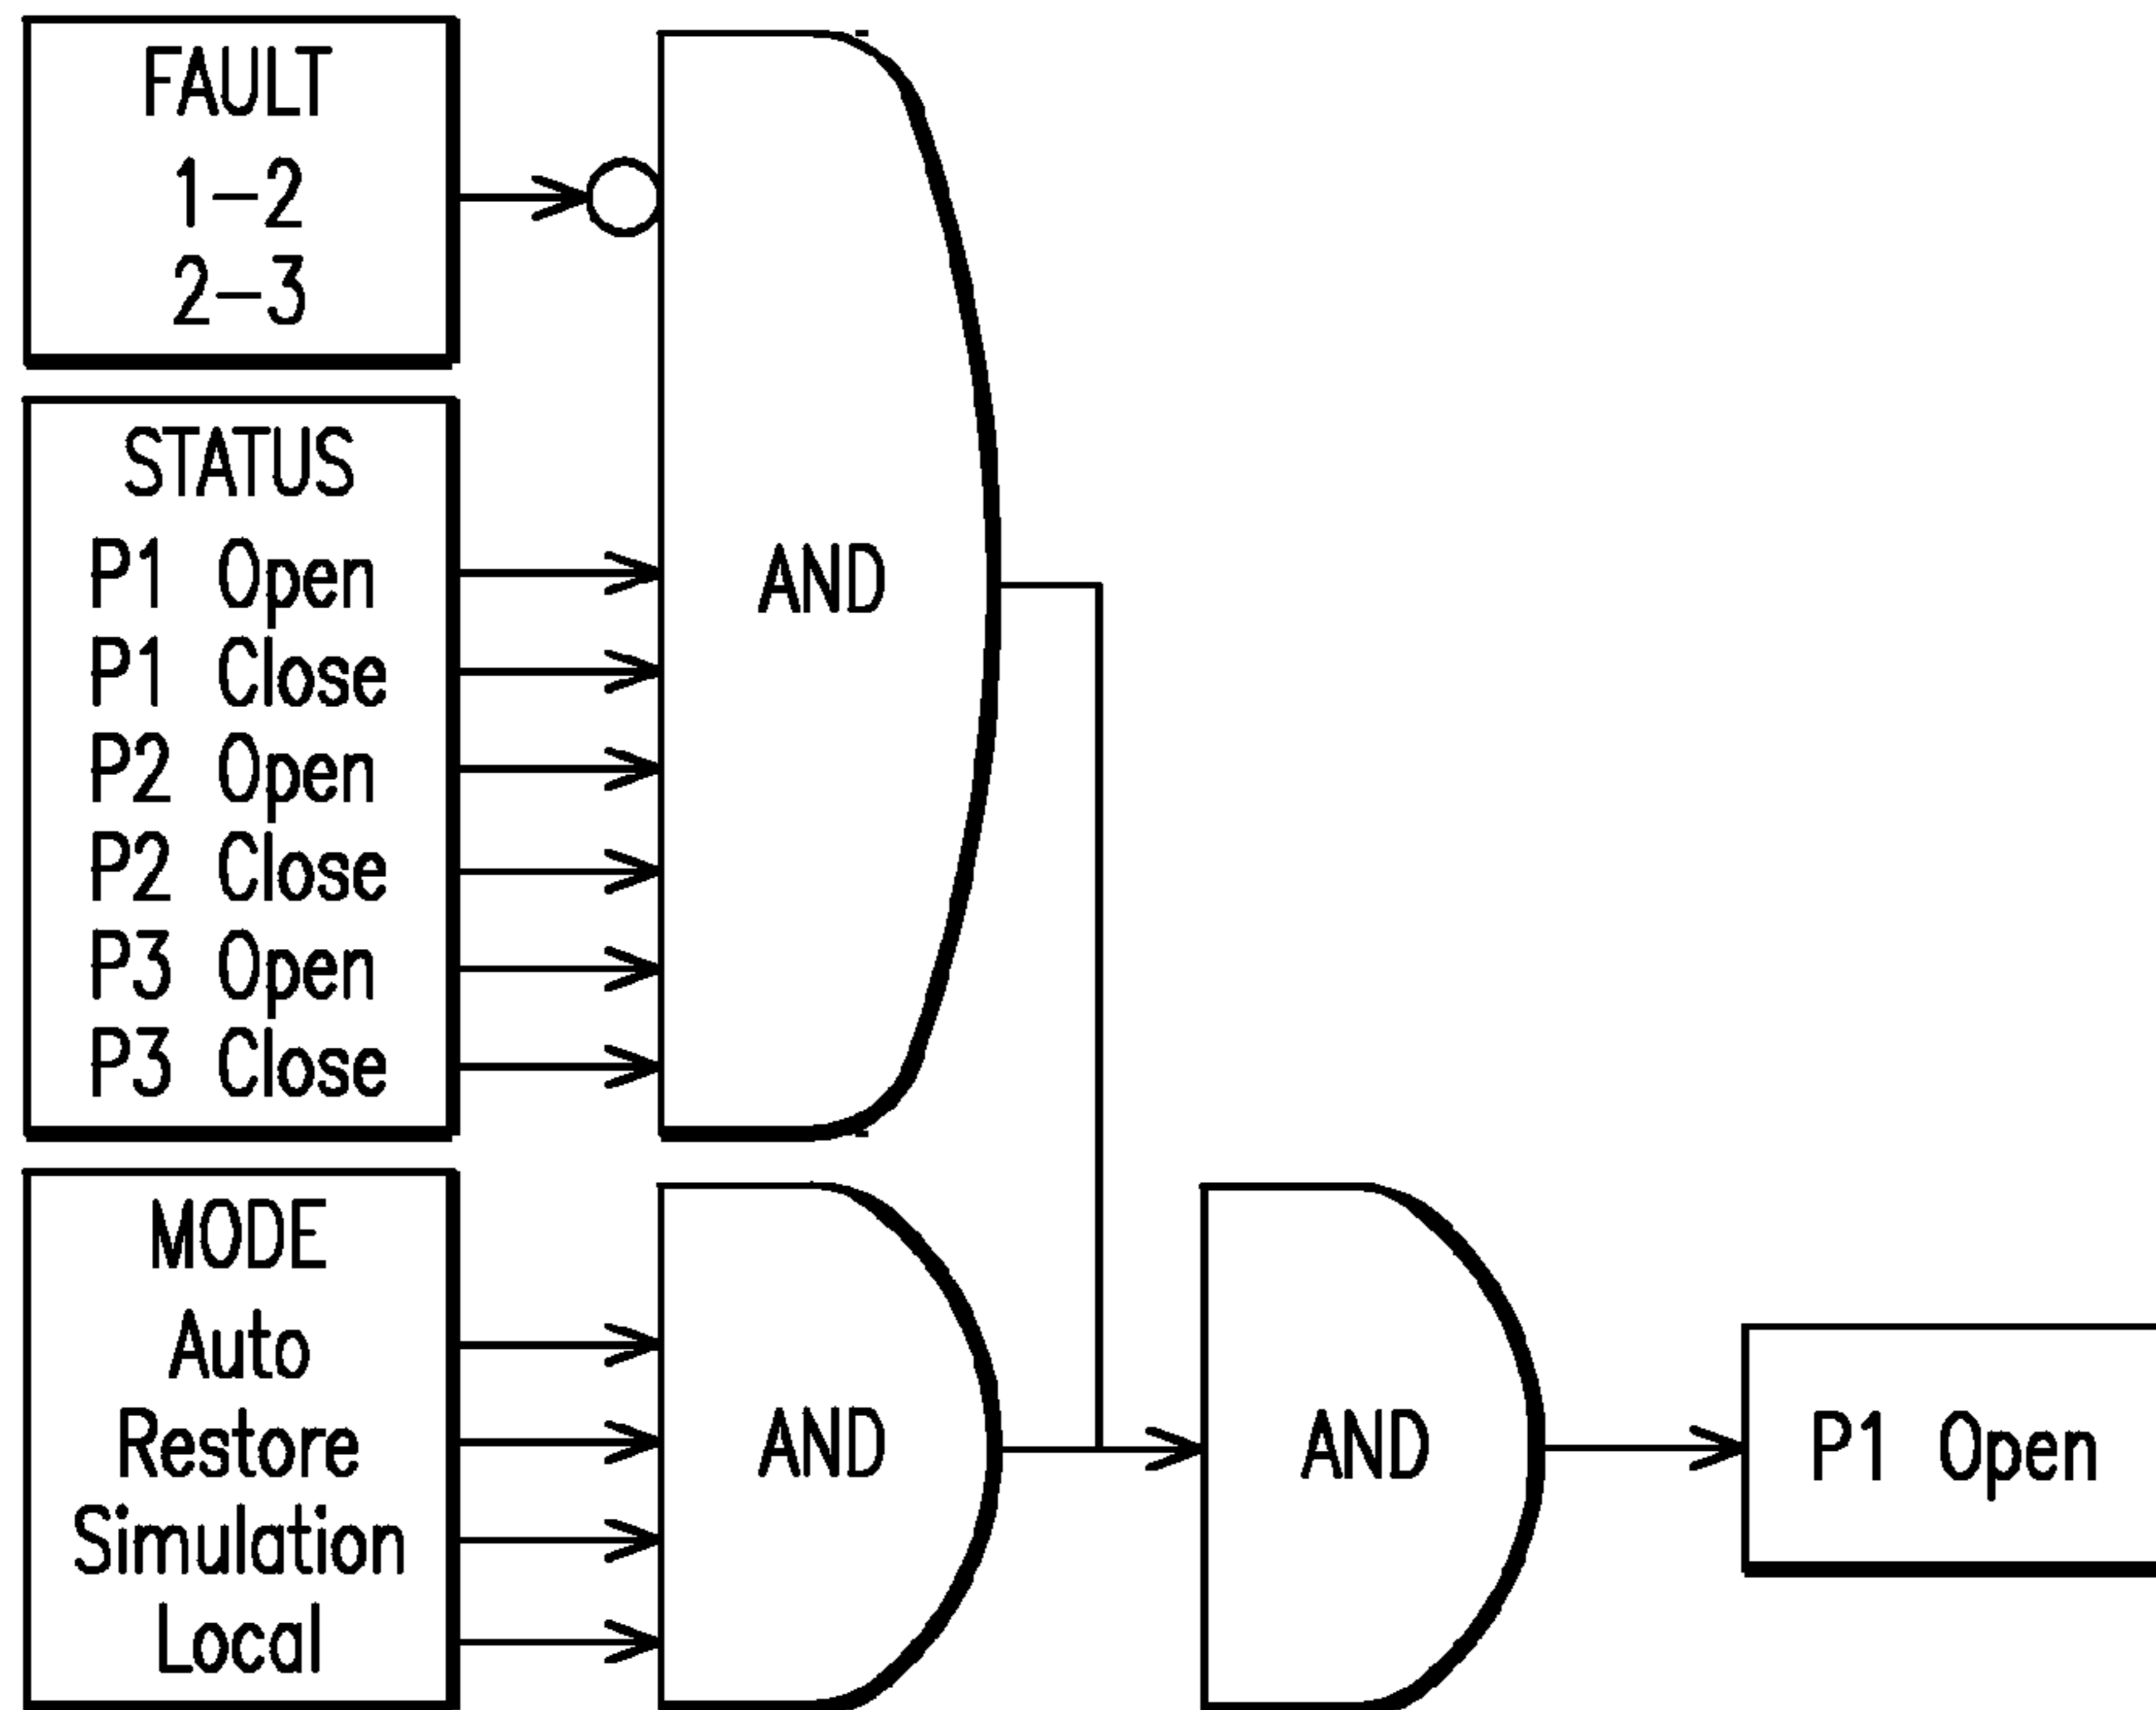 FAULT
1-2
2-3
STATUS
P1 Open
P1 Close
P2 Open
P2 Close
P3 Open
P3 Close
AND
MODE
Auto
Restore
Simulation
Local
AND
AND
P1 Open